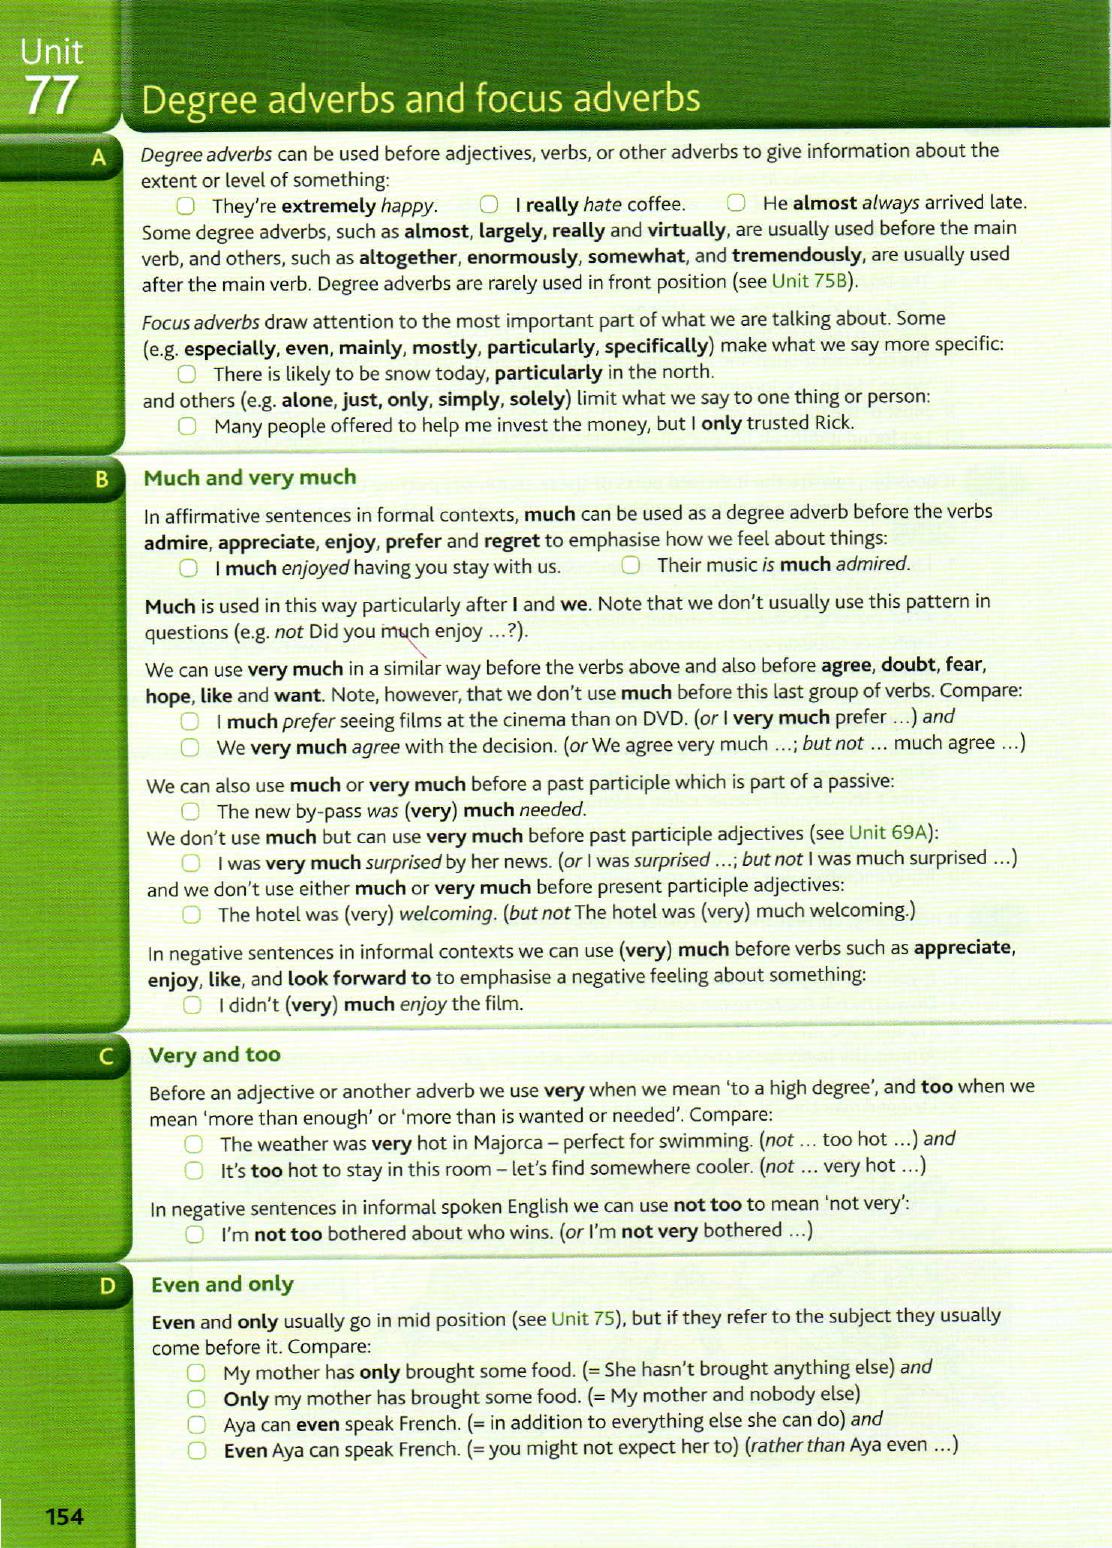 Unit
77
Degree adverbs and focus adverbs
A
Degree adverbs can be used before adjectives, verbs, or other adverbs to give information about the
extent or level of something:
They're extremely happy. I really hate coffee. He almost always arrived late.
Some degree adverbs, such as almost, largely, really and virtually, are usually used before the main
verb, and others, such as altogether, enormously, somewhat, and tremendously, are usually used
after the main verb. Degree adverbs are rarely used in front position (see Unit 75B).
Focus adverbs draw attention to the most important part of what we are talking about. Some
(e.g. especially, even, mainly, mostly, particularly, specifically) make what we say more specific:
There is likely to be snow today, particularly in the north.
and others (e.g. alone, just, only, simply, solely) limit what we say to one thing or person:
Many people offered to help me invest the money, but I only trusted Rick.
B
Much and very much
In affirmative sentences in formal contexts, much can be used as a degree adverb before the verbs
admire, appreciate, enjoy, prefer and regret to emphasise how we feel about things:
I much enjoyed having you stay with us. Their music is much admired.
Much is used in this way particularly after I and we. Note that we don't usually use this pattern in
questions (e.g. not Did you much enjoy ...?).
We can use very much in a similar way before the verbs above and also before agree, doubt, fear,
hope, like and want. Note, however, that we don't use much before this last group of verbs. Compare:
I much prefer seeing films at the cinema than on DVD. (or I very much prefer ...) and
We very much agree with the decision. (or We agree very much ...; but not ... much agree ...)
We can also use much or very much before a past participle which is part of a passive:
The new by-pass was (very) much needed.
We don't use much but can use very much before past participle adjectives (see Unit 69A):
I was very much surprised by her news. (or I was surprised ...; but not I was much surprised ...)
and we don't use either much or very much before present participle adjectives:
The hotel was (very) welcoming. (but not The hotel was (very) much welcoming.)
In negative sentences in informal contexts we can use (very) much before verbs such as appreciate,
enjoy, like, and look forward to to emphasise a negative feeling about something:
I didn't (very) much enjoy the film.
C
Very and too
Before an adjective or another adverb we use very when we mean 'to a high degree', and too when we
mean 'more than enough' or 'more than is wanted or needed'. Compare:
The weather was very hot in Majorca – perfect for swimming. (not ... too hot ...) and
It's too hot to stay in this room – let's find somewhere cooler. (not ... very hot ...)
In negative sentences in informal spoken English we can use not too to mean 'not very':
I'm not too bothered about who wins. (or I'm not very bothered ...)
D
Even and only
Even and only usually go in mid position (see Unit 75), but if they refer to the subject they usually
come before it. Compare:
My mother has only brought some food. (= She hasn't brought anything else) and
Only my mother has brought some food. (= My mother and nobody else)
Aya can even speak French. (= in addition to everything else she can do) and
Even Aya can speak French. (= you might not expect her to) (rather than Aya even ...)
154